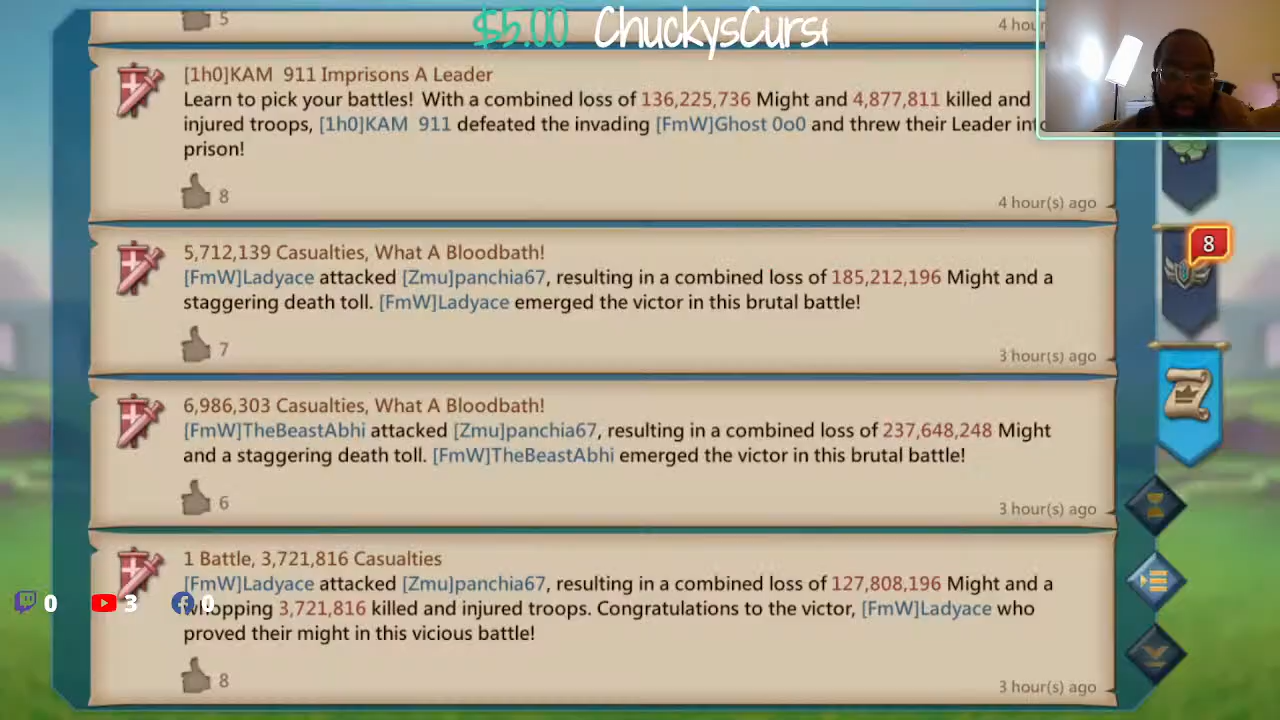 $5.00 ChuckysCurs
5
4 hour
[1h0]KAM 911 Imprisons A Leader
Learn to pick your battles! With a combined loss of 136,225,736 Might and 4,877,811 killed and
injured troops, [1h0]KAM 911 defeated the invading [FmW]Ghost 0o0 and threw their Leader into
prison!
8
4 hour(s) ago
8
5,712,139 Casualties, What A Bloodbath!
[FmW]Ladyace attacked [Zmu]panchia67, resulting in a combined loss of 185,212,196 Might and a
staggering death toll. [FmW]Ladyace emerged the victor in this brutal battle!
7
3 hour(s) ago
6,986,303 Casualties, What A Bloodbath!
[FmW]TheBeastAbhi attacked [Zmu]panchia67, resulting in a combined loss of 237,648,248 Might
and a staggering death toll. [FmW]TheBeastAbhi emerged the victor in this brutal battle!
6
3 hour(s) ago
1 Battle, 3,721,816 Casualties
[FmW]Ladyace attacked [Zmu]panchia67, resulting in a combined loss of 127,808,196 Might and a
whopping 3,721,816 killed and injured troops. Congratulations to the victor, [FmW]Ladyace who
proved their might in this vicious battle!
0 3 0
8
3 hour(s) ago